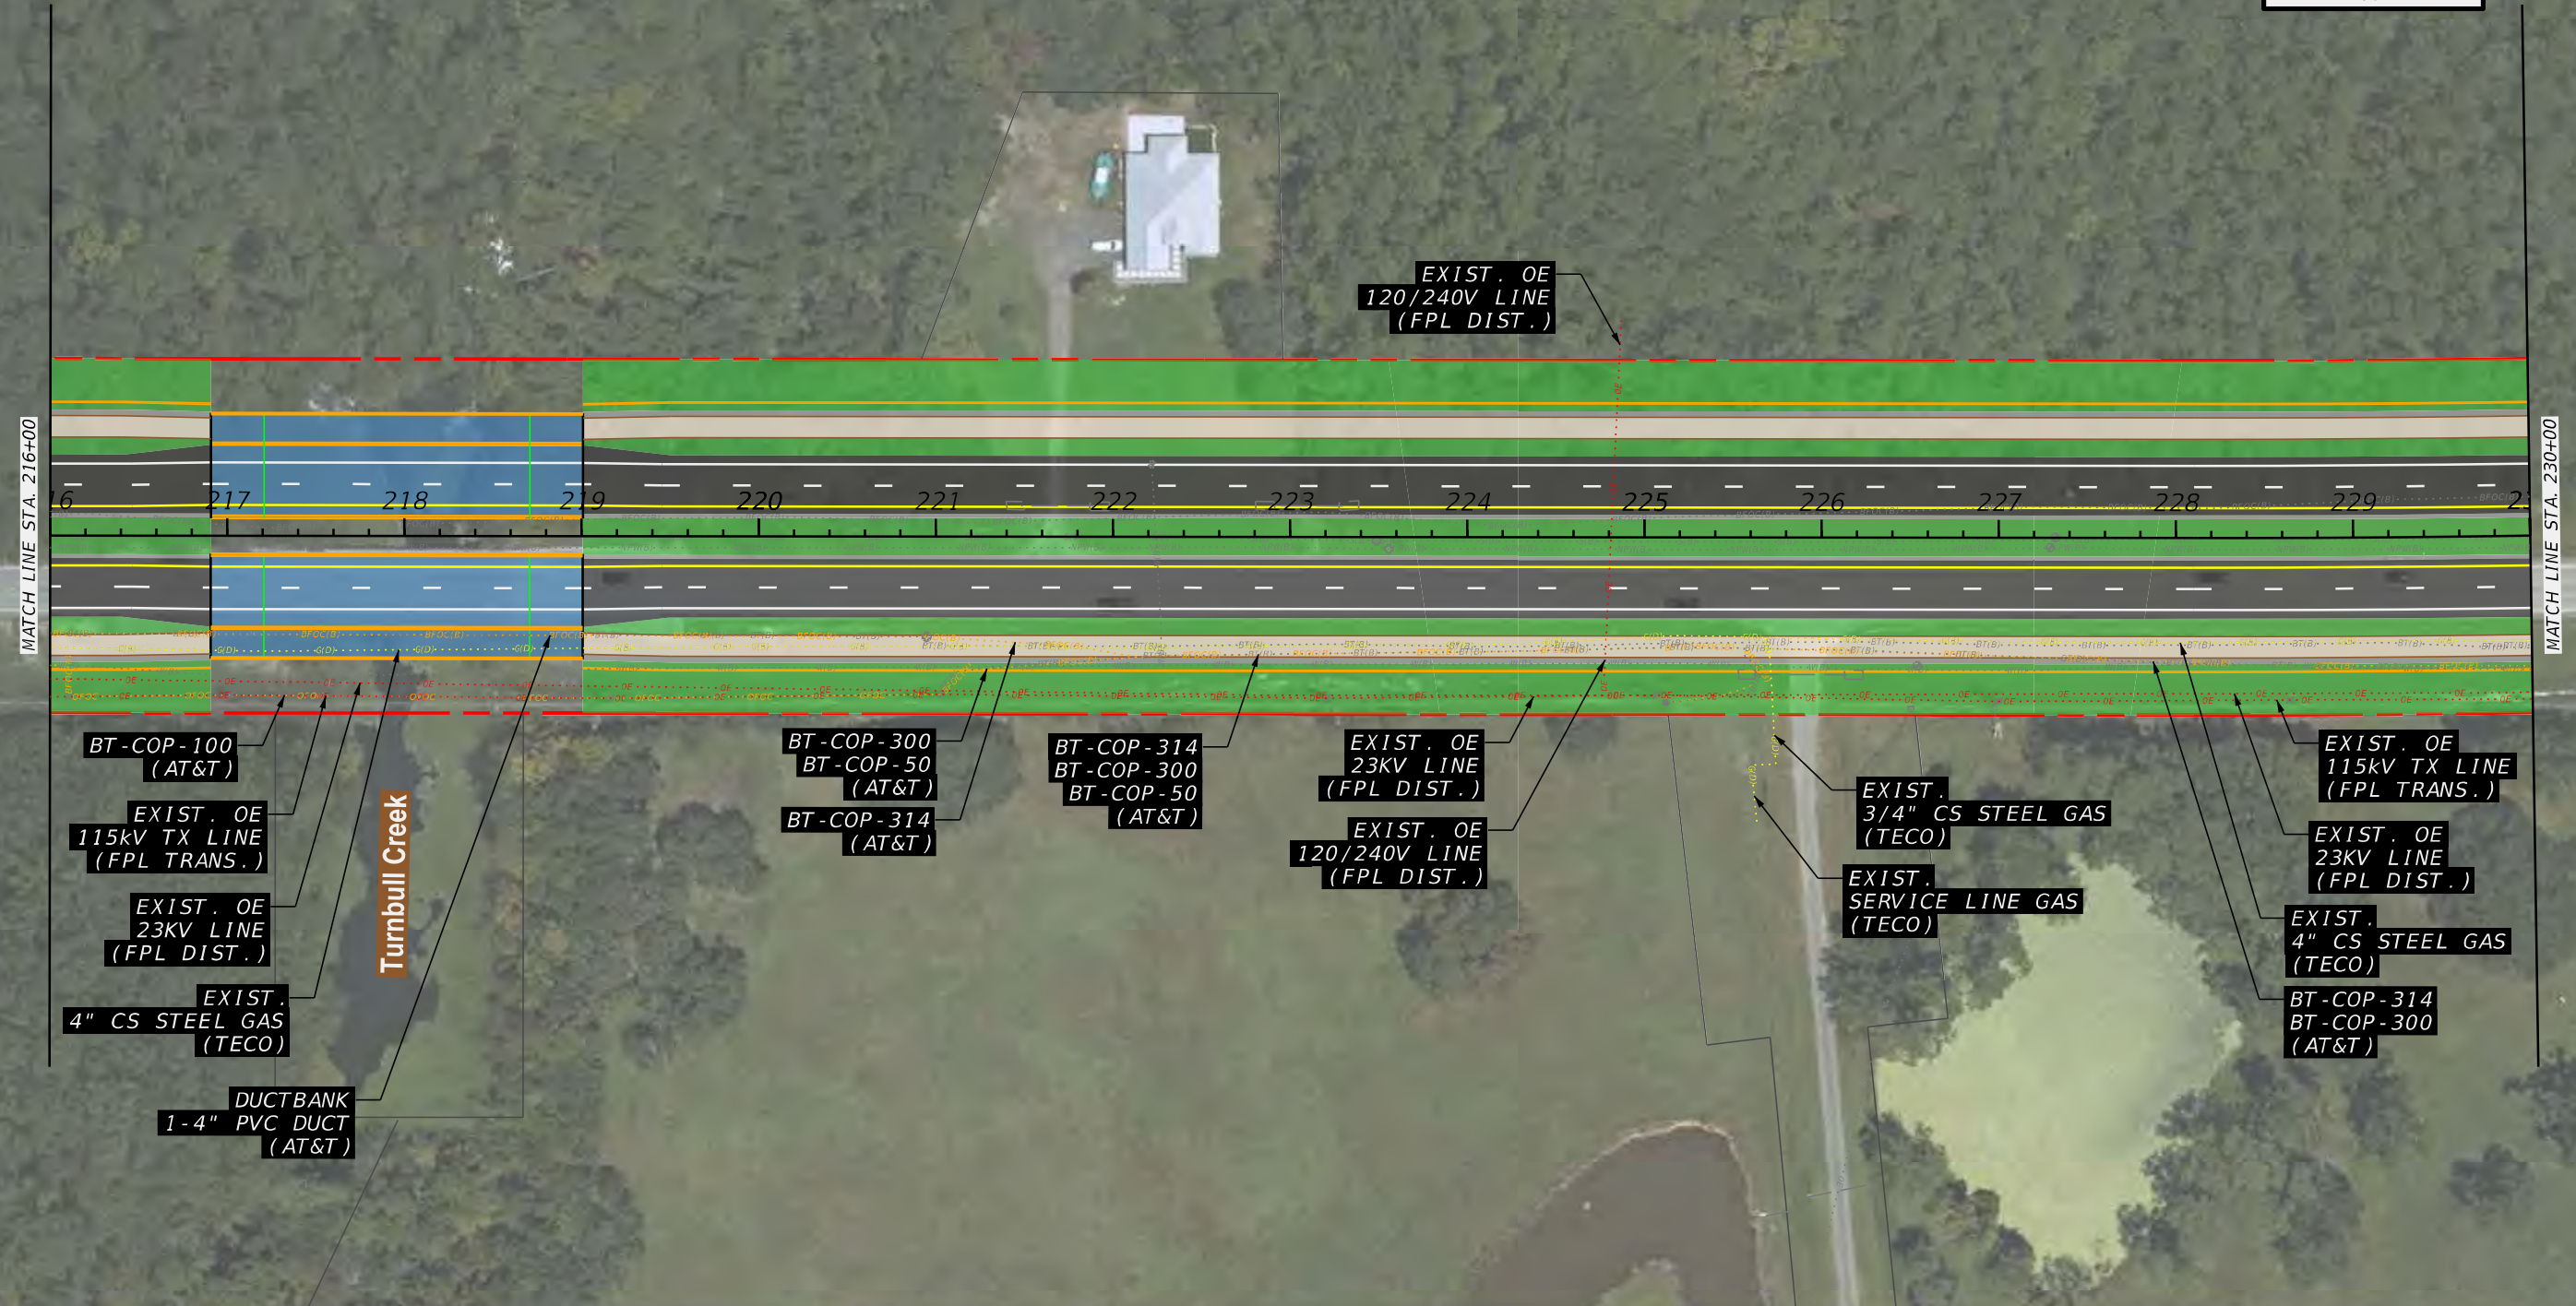 EXIST. OE
120/240V LINE
(FPL DIST.)
MATCH LINE STA. 216+00
16
217
218
219
220
221
222
223
224
225
226
227
228
229
MATCH LINE STA. 230+00
BT-COP-100
(AT&T)
EXIST. OE
115kV TX LINE
(FPL TRANS.)
EXIST. OE
23KV LINE
(FPL DIST.)
EXIST.
4" CS STEEL GAS
(TECO)
DUCTBANK
1-4" PVC DUCT
(AT&T)
Turnbull Creek
BT-COP-300
BT-COP-50
(AT&T)
BT-COP-314
(AT&T)
BT-COP-314
BT-COP-300
BT-COP-50
(AT&T)
EXIST. OE
23KV LINE
(FPL DIST.)
EXIST. OE
120/240V LINE
(FPL DIST.)
EXIST.
3/4" CS STEEL GAS
(TECO)
EXIST.
SERVICE LINE GAS
(TECO)
EXIST. OE
115kV TX LINE
(FPL TRANS.)
EXIST. OE
23KV LINE
(FPL DIST.)
EXIST.
4" CS STEEL GAS
(TECO)
BT-COP-314
BT-COP-300
(AT&T)